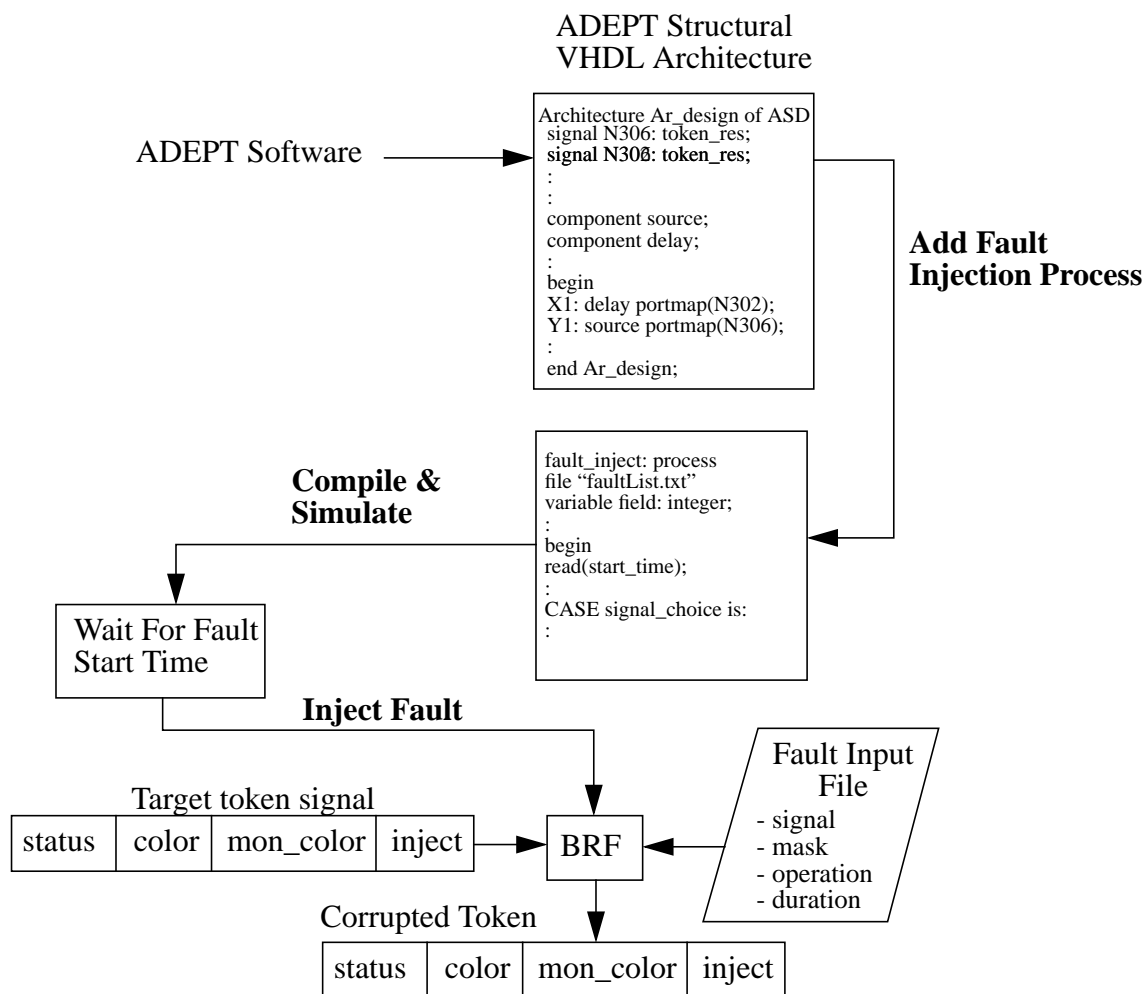 ADEPT Structural
VHDL Architecture
ADEPT Software
Architecture Ar_design of ASD
signal N306: token_res;
signal : token_res;
:
:
component source;
component delay;
:
begin
X1: delay portmap(N302);
Y1: source portmap(N306);
:
end Ar_design;
Add Fault
Injection Process
fault_inject: process
file “faultList.txt”
variable field: integer;
:
begin
read(start_time);
:
CASE signal_choice is:
:
Compile &
Simulate
Wait For Fault
Start Time
Inject Fault
Fault Input
File
- signal
- mask
- operation
- duration
Target token signal
status color mon_color inject
BRF
Corrupted Token
status color mon_color inject